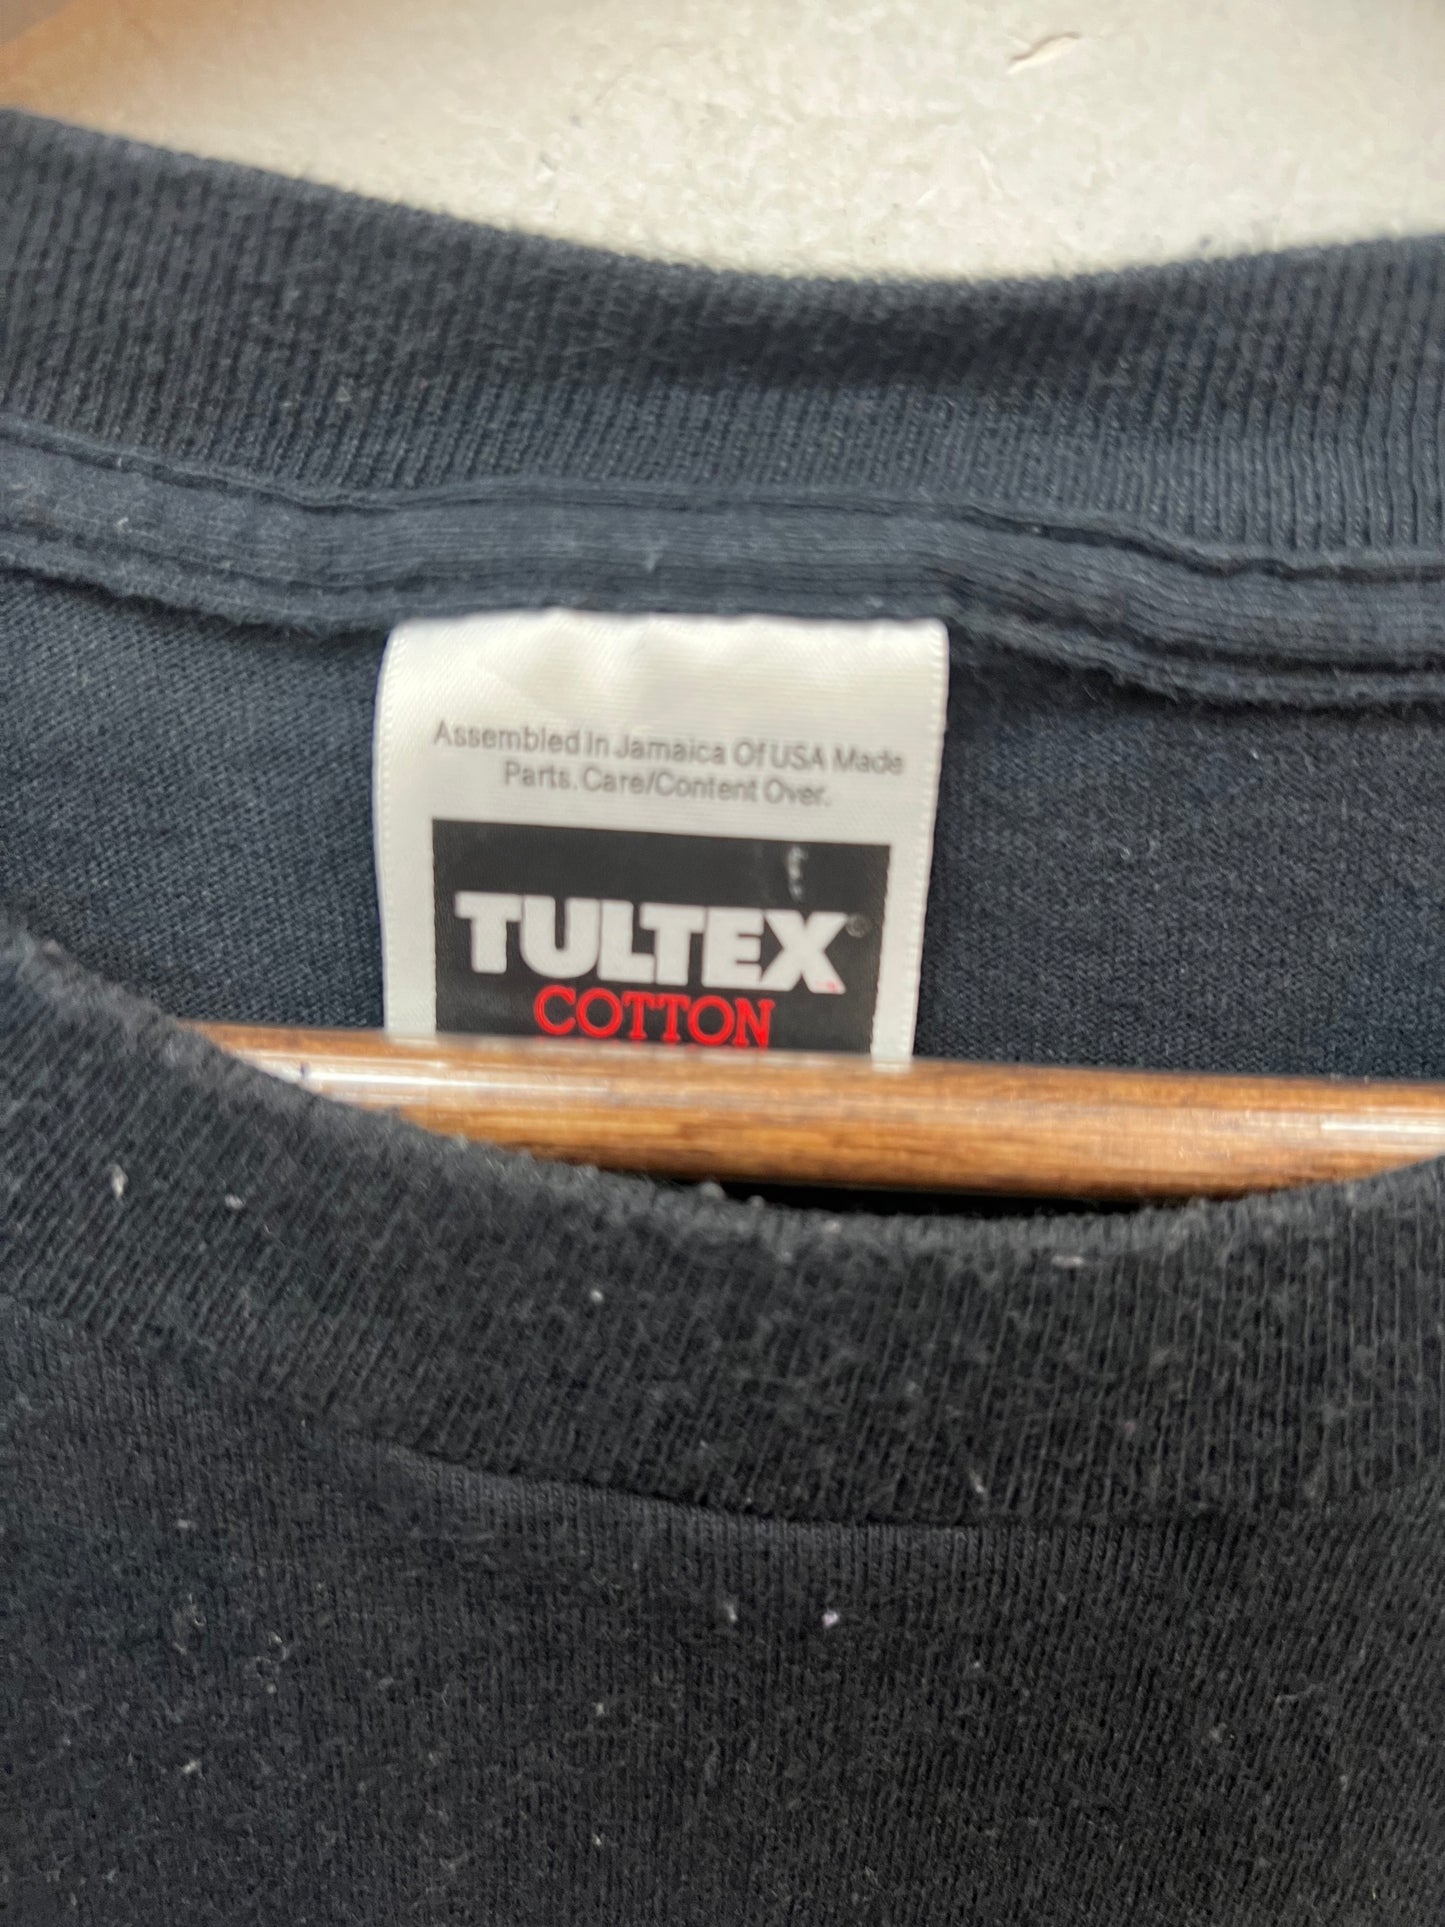 Assembled In Jamaica Of USA Made
Parts. Care/Content Over.
TULTEX®
COTTON